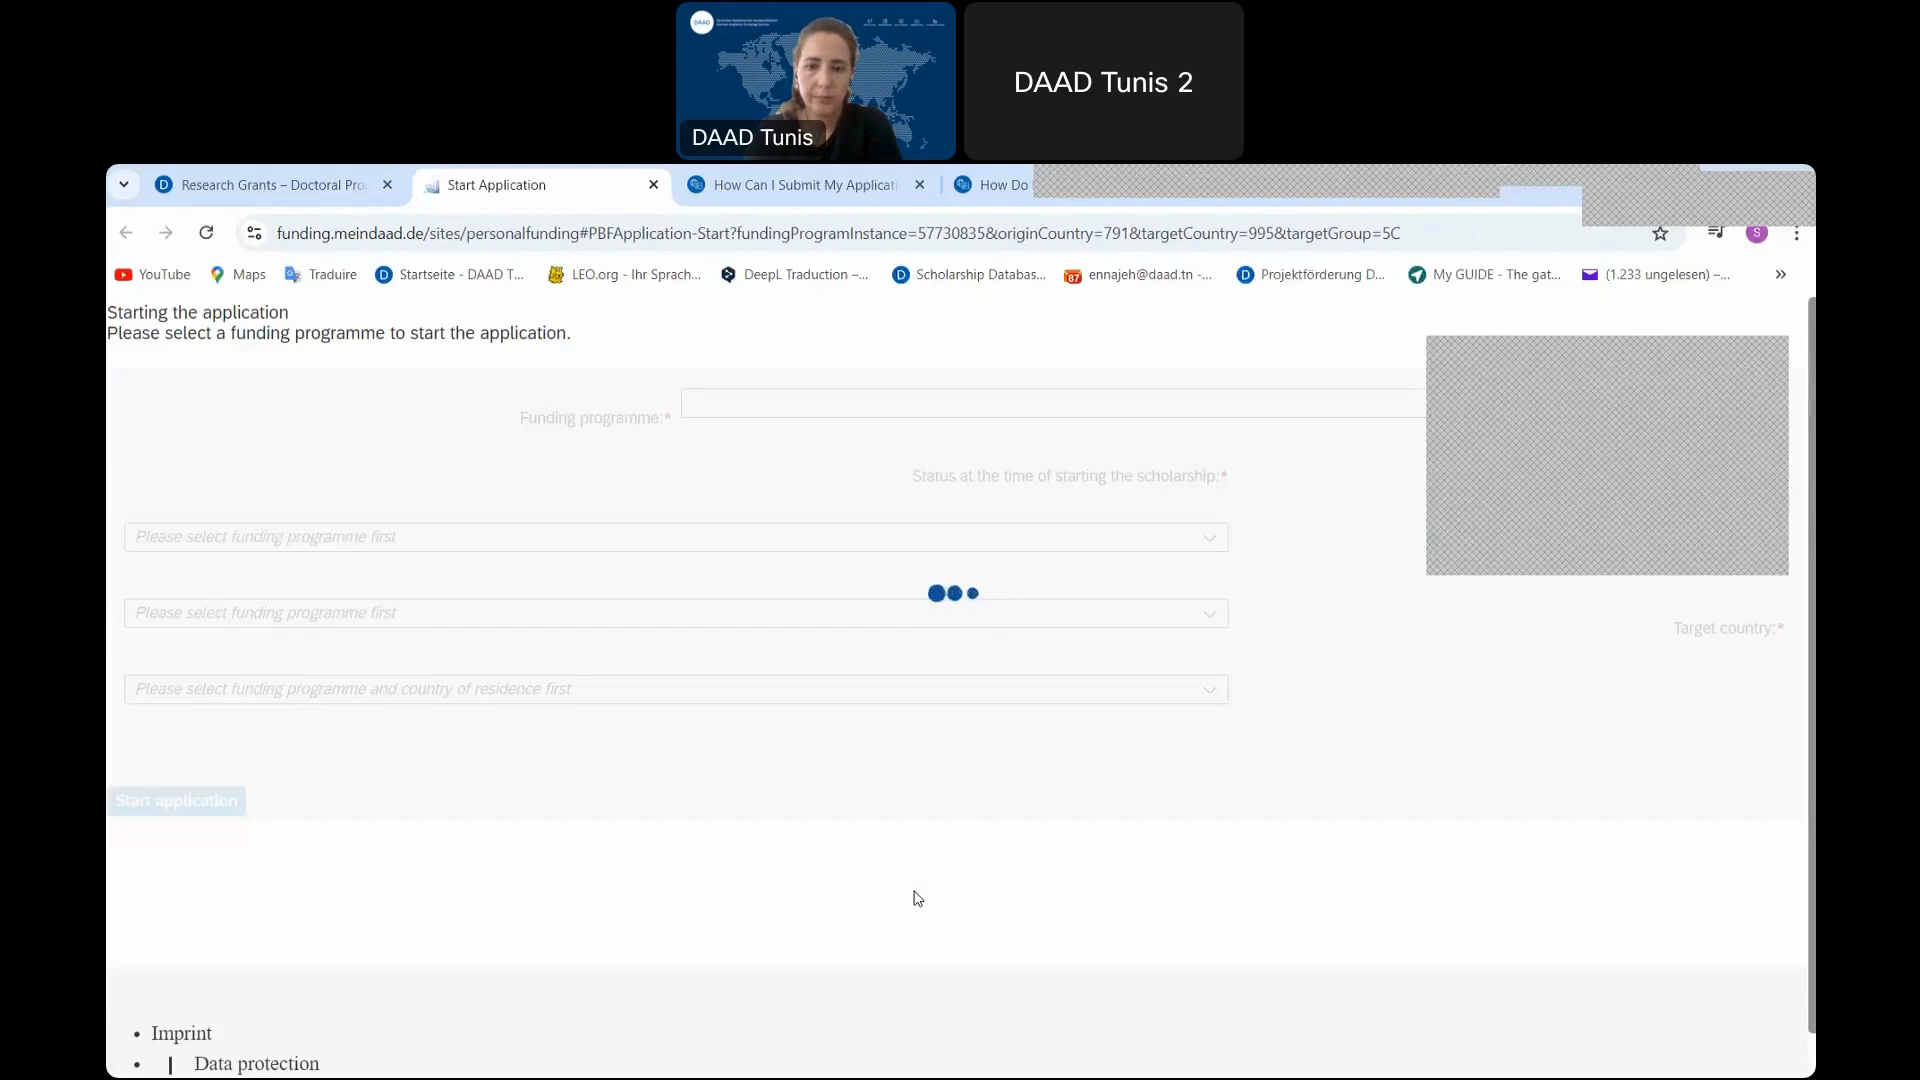 DAAD
DAAD Tunis
DAAD Tunis 2
Research Grants – Doctoral Pro
Start Application
How Can I Submit My Applicati
How Do
funding.meindaad.de/sites/personalfunding#PBFApplication-Start?fundingProgramInstance=57730835&originCountry=791&targetCountry=995&targetGroup=5C
S
YouTube
Maps
Traduire
Startseite - DAAD T...
LEO.org - Ihr Sprach...
DeepL Traduction –...
Scholarship Databas...
87
ennajeh@daad.tn -...
Projektförderung D...
My GUIDE - The gat...
(1.233 ungelesen) –...
Starting the application
Please select a funding programme to start the application.
Funding programme:*
Status at the time of starting the scholarship:*
Please select funding programme first
Please select funding programme first
Target country:*
Please select funding programme and country of residence first
Start application
• Imprint
• | Data protection